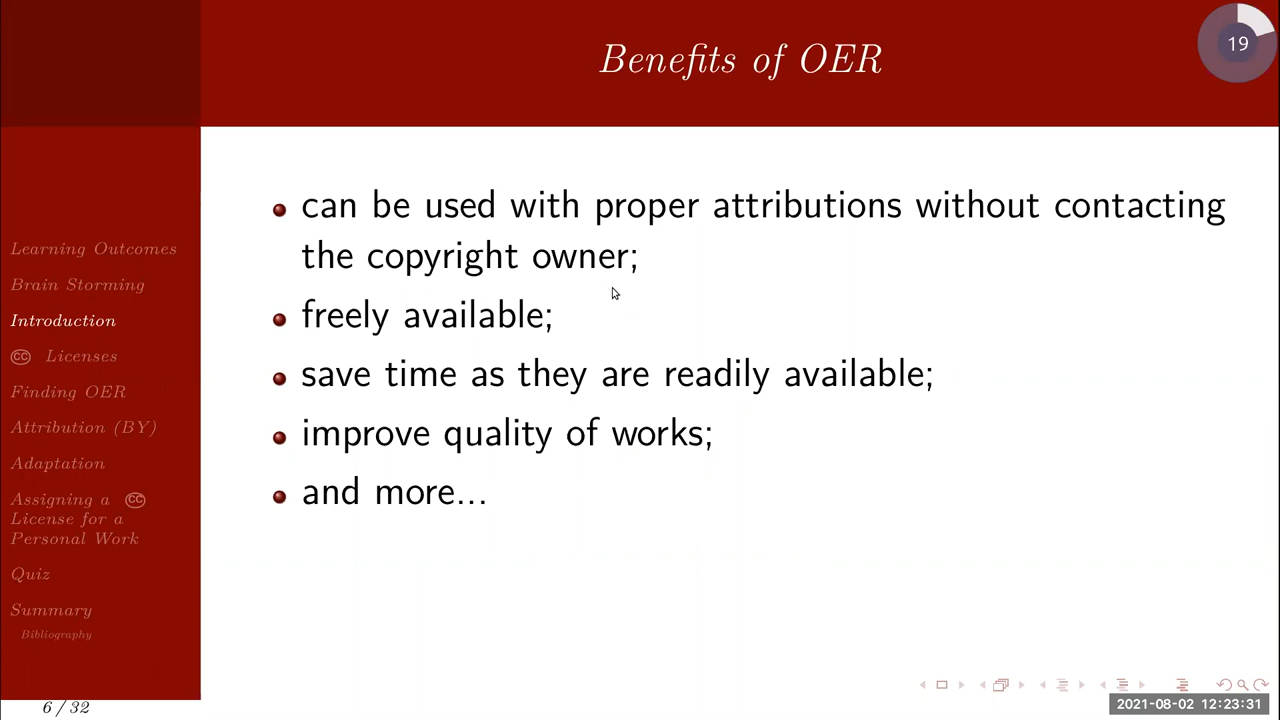 Benefits of OER
19
can be used with proper attributions without contacting
the copyright owner;
freely available;
save time as they are readily available;
improve quality of works;
and more...
Learning Outcomes
Brain Storming
Introduction
cc Licenses
Finding OER
Attribution (BY)
Adaptation
Assigning a cc
License for a
Personal Work
Quiz
Summary
Bibliography
6 / 32
2021-08-02 12:23:31